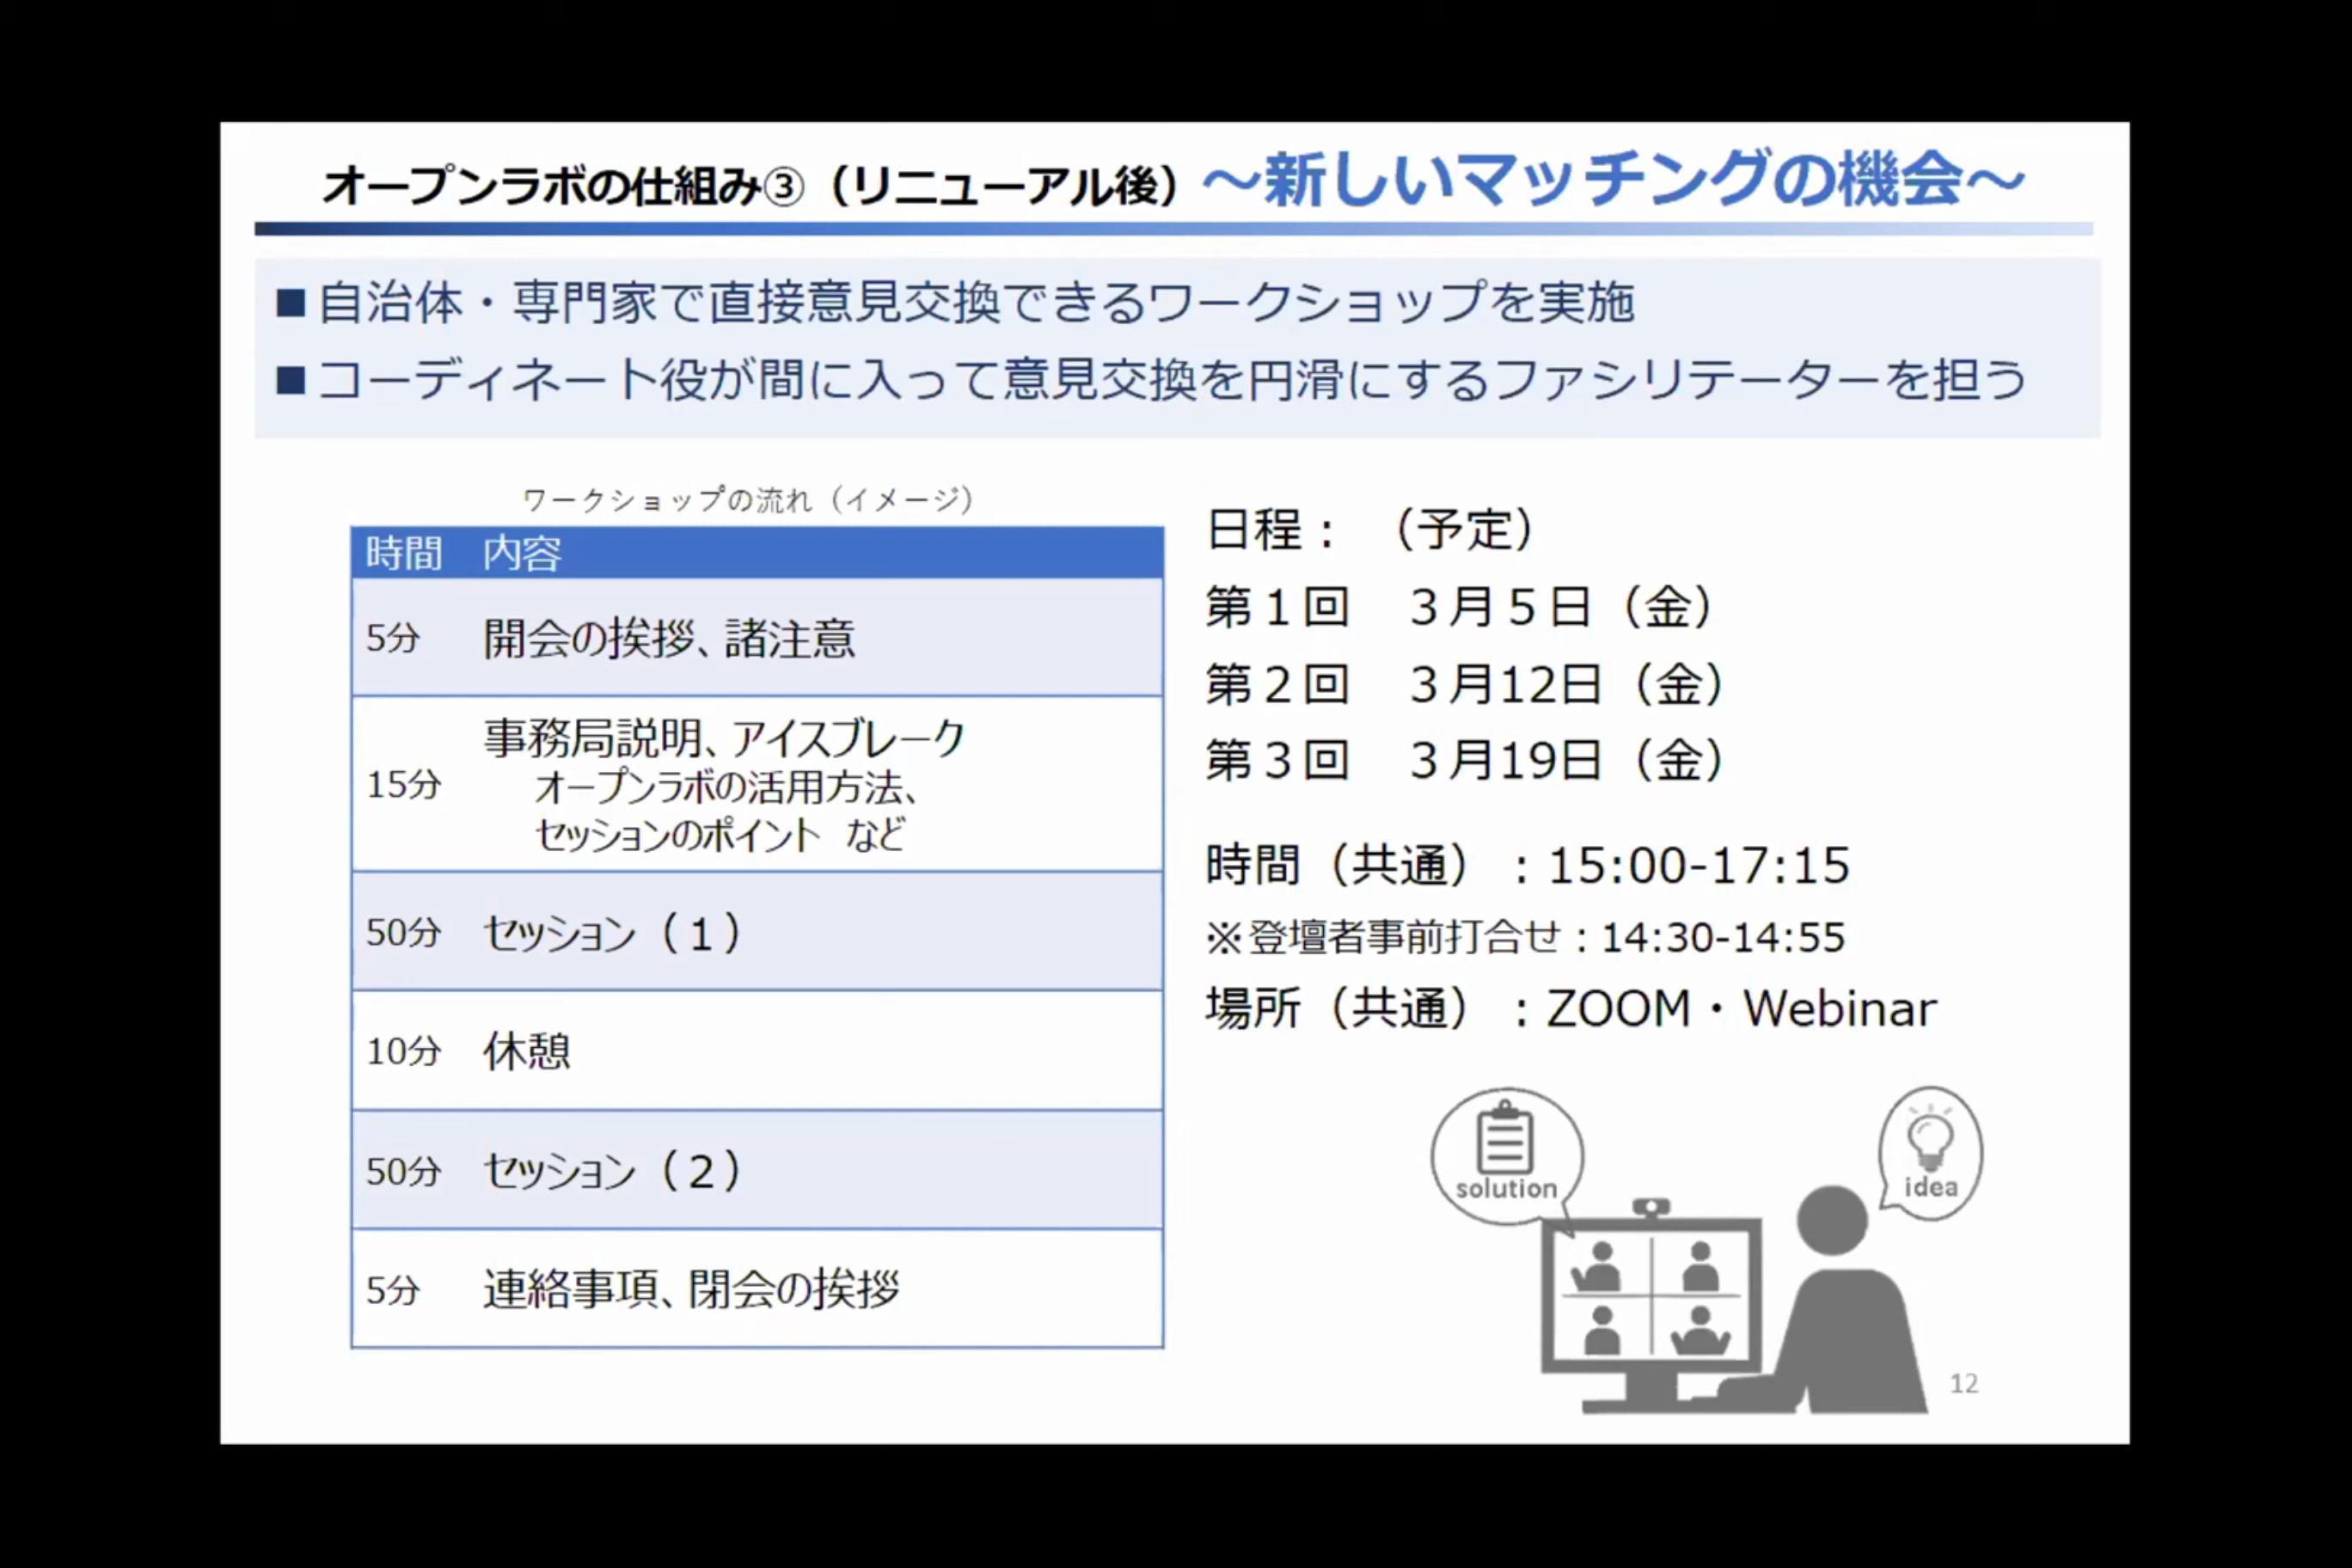 オープンラボの仕組み③（リニューアル後）～新しいマッチングの機会～
■自治体・専門家で直接意見交換できるワークショップを実施
■コーディネート役が間に入って意見交換を円滑にするファシリテーターを担う
ワークショップの流れ（イメージ）
時間　内容
5分　開会の挨拶、諸注意
15分　事務局説明、アイスブレーク
オープンラボの活用方法、
セッションのポイント　など
50分　セッション（１）
10分　休憩
50分　セッション（２）
5分　連絡事項、閉会の挨拶
日程：　（予定）
第１回　３月５日（金）
第２回　３月12日（金）
第３回　３月19日（金）
時間（共通）：15:00-17:15
※登壇者事前打合せ：14:30-14:55
場所（共通）：ZOOM・Webinar
solution
idea
12